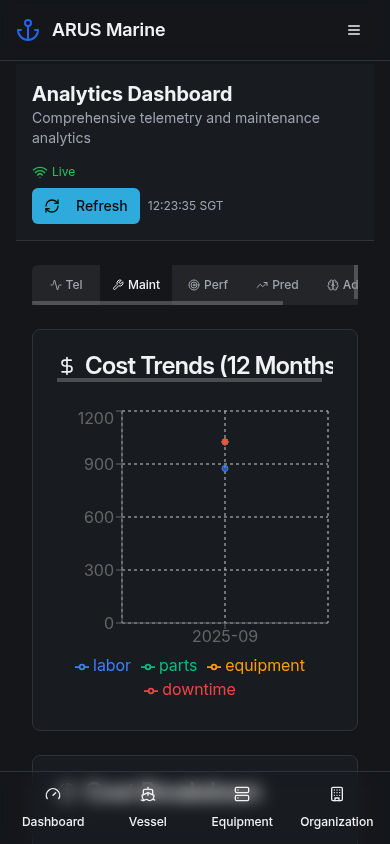 ARUS Marine
Analytics Dashboard
Comprehensive telemetry and maintenance
analytics
Live
Refresh 12:23:35 SGT
Tel Maint Perf Pred Ad
$ Cost Trends (12 Months
1200
900
600
300
0
2025-09
labor parts equipment
downtime
Dashboard Vessel Equipment Organization